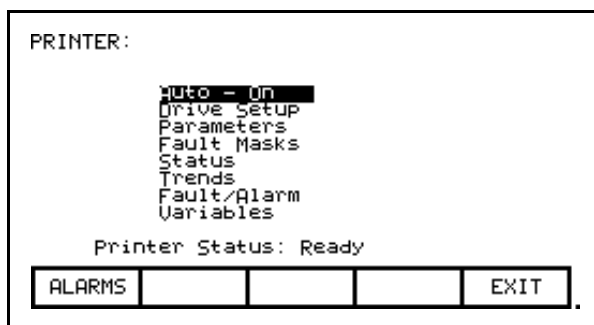 PRINTER:
Auto - On
Drive Setup
Parameters
Fault Masks
Status
Trends
Fault/Alarm
Variables
Printer Status: Ready
ALARMS EXIT